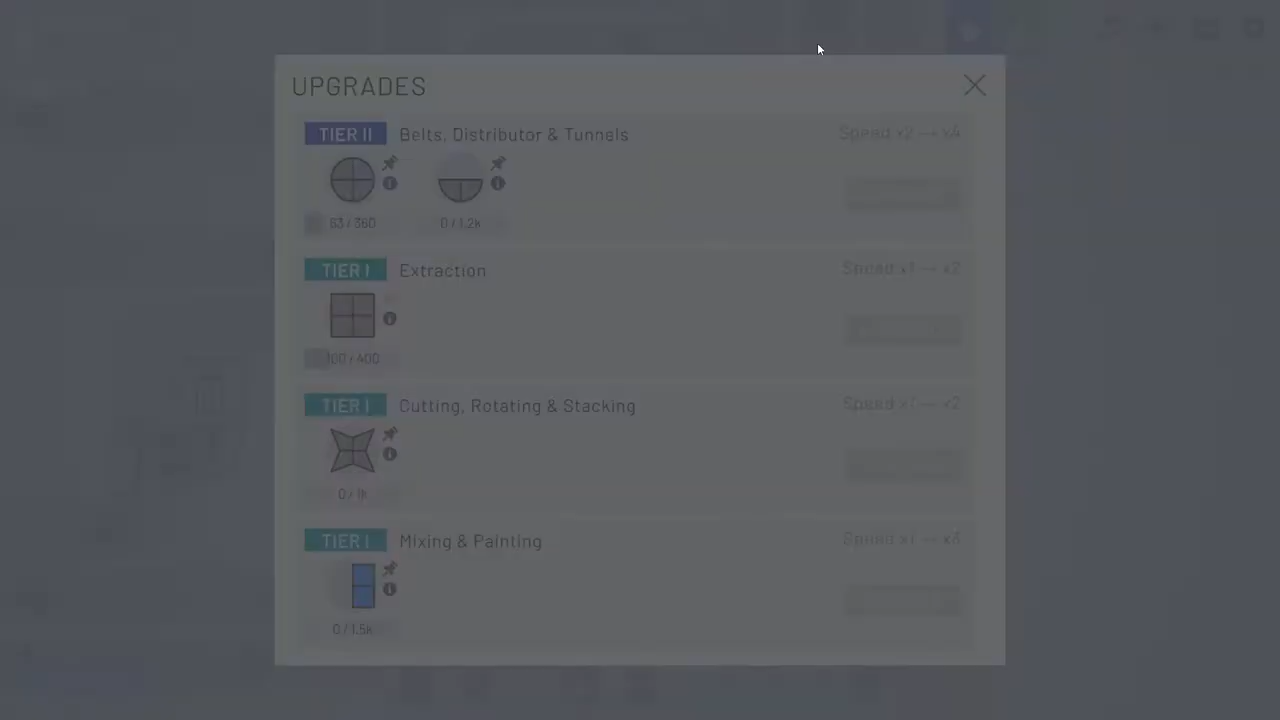 UPGRADES
TIER II Belts, Distributor & Tunnels Speed x2 → x4
63 / 360 0 / 1.2k
TIER I Extraction Speed x1 → x2
100 / 400
TIER I Cutting, Rotating & Stacking Speed x1 → x2
0 / 1k
TIER I Mixing & Painting Speed x1 → x3
0 / 1.5k